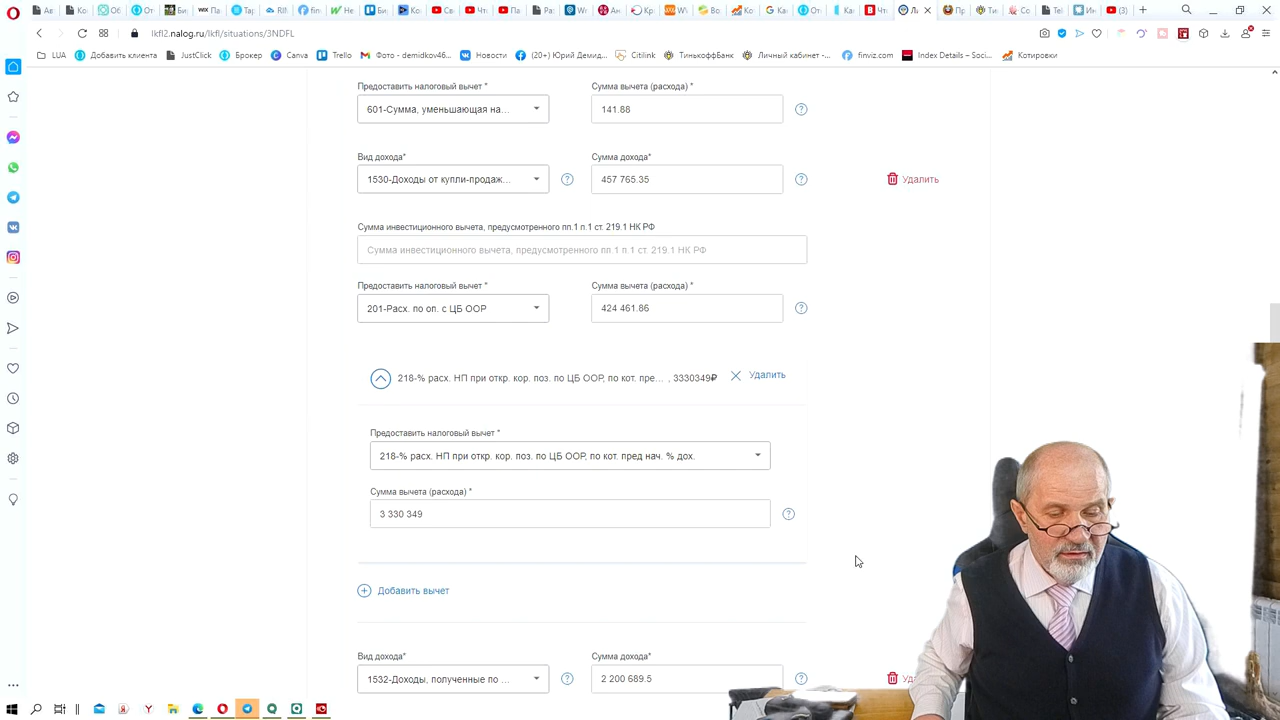 lkfl2.nalog.ru/lkfl/situations/3NDFL
LUA
Добавить клиента
JustClick
Брокер
Canva
Trello
Фото - demidkov46...
Новости
(20+) Юрий Демид...
Citilink
ТинькоффБанк
Личный кабинет -...
finviz.com
Index Details – Soci...
Котировки
Предоставить налоговый вычет *
Сумма вычета (расхода) *
601-Сумма, уменьшающая на...
141.88
Вид дохода*
Сумма дохода*
1530-Доходы от купли-продаж...
457 765.35
Удалить
Сумма инвестиционного вычета, предусмотренного пп.1 п.1 ст. 219.1 НК РФ
Сумма инвестиционного вычета, предусмотренного пп.1 п.1 ст. 219.1 НК РФ
Предоставить налоговый вычет *
Сумма вычета (расхода) *
201-Расх. по оп. с ЦБ ООР
424 461.86
218-% расх. НП при откр. кор. поз. по ЦБ ООР, по кот. пре... , 3330349₽
Удалить
Предоставить налоговый вычет *
218-% расх. НП при откр. кор. поз. по ЦБ ООР, по кот. пред нач. % дох.
Сумма вычета (расхода) *
3 330 349
Добавить вычет
Вид дохода*
Сумма дохода*
1532-Доходы, полученные по ...
2 200 689.5